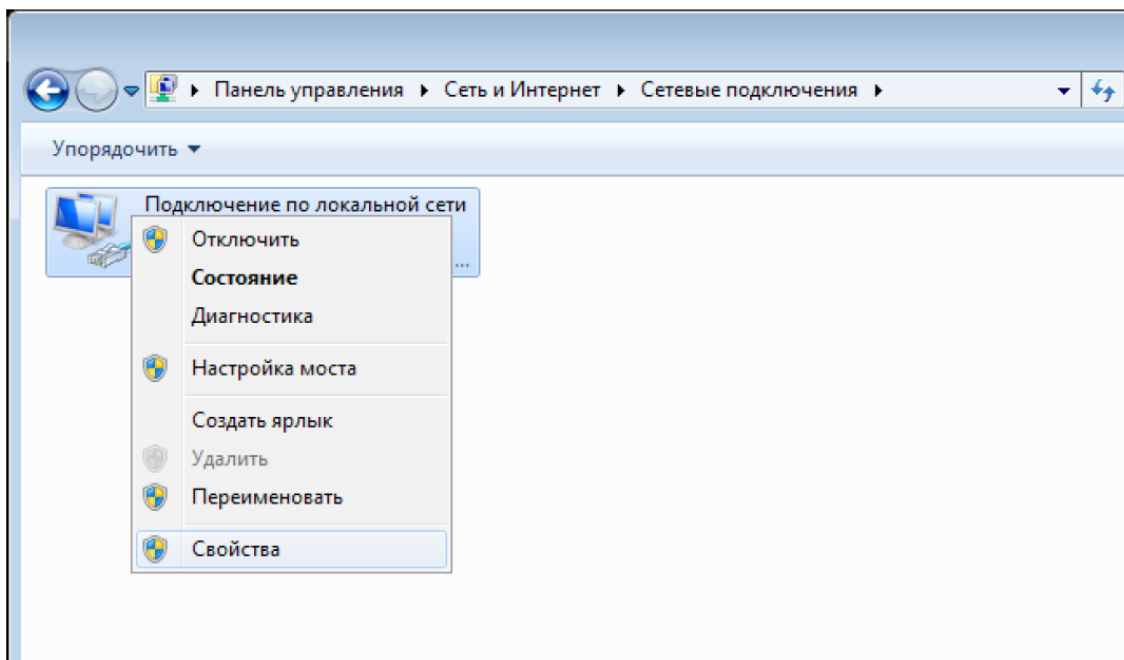 Панель управления Сеть и Интернет Сетевые подключения
Упорядочить
Подключение по локальной сети
Отключить
...
Состояние
Диагностика
Настройка моста
Создать ярлык
Удалить
Переименовать
Свойства